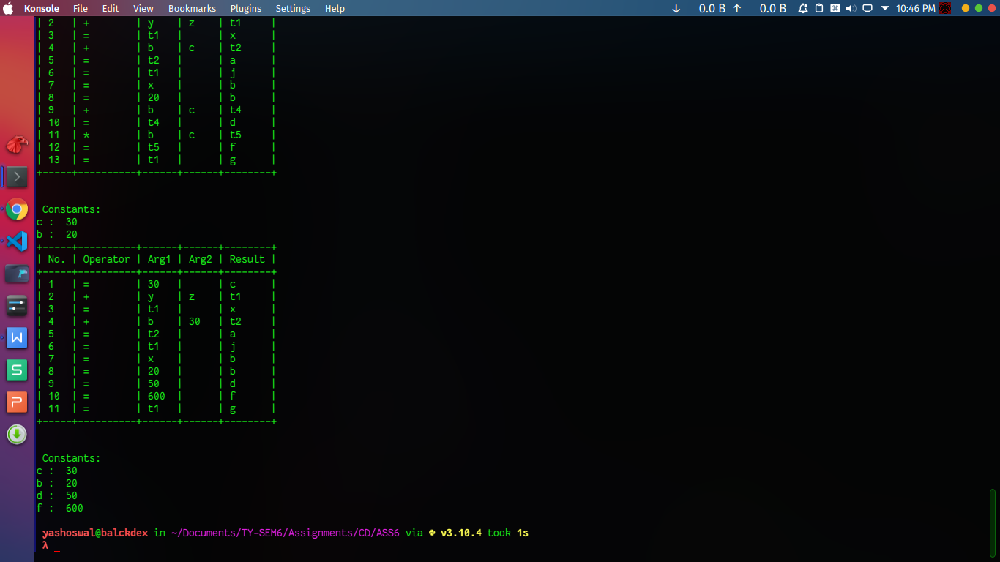 Konsole File Edit View Bookmarks Plugins Settings Help 0.0 B 0.0 B 10:46 PM
| 2 | + | y | z | t1 |
| 3 | = | t1 | | x |
| 4 | + | b | c | t2 |
| 5 | = | t2 | | a |
| 6 | = | t1 | | j |
| 7 | = | x | | b |
| 8 | = | 20 | | b |
| 9 | + | b | c | t4 |
| 10 | = | t4 | | d |
| 11 | * | b | c | t5 |
| 12 | = | t5 | | f |
| 13 | = | t1 | | g |
+-----+----------+------+------+--------+
Constants:
c : 30
b : 20
+-----+----------+------+------+--------+
| No. | Operator | Arg1 | Arg2 | Result |
+-----+----------+------+------+--------+
| 1 | = | 30 | | c |
| 2 | + | y | z | t1 |
| 3 | = | t1 | | x |
| 4 | + | b | 30 | t2 |
| 5 | = | t2 | | a |
| 6 | = | t1 | | j |
| 7 | = | x | | b |
| 8 | = | 20 | | b |
| 9 | = | 50 | | d |
| 10 | = | 600 | | f |
| 11 | = | t1 | | g |
+-----+----------+------+------+--------+
Constants:
c : 30
b : 20
d : 50
f : 600
yashoswal@balckdex in ~/Documents/TY-SEM6/Assignments/CD/ASS6 via v3.10.4 took 1s
λ _